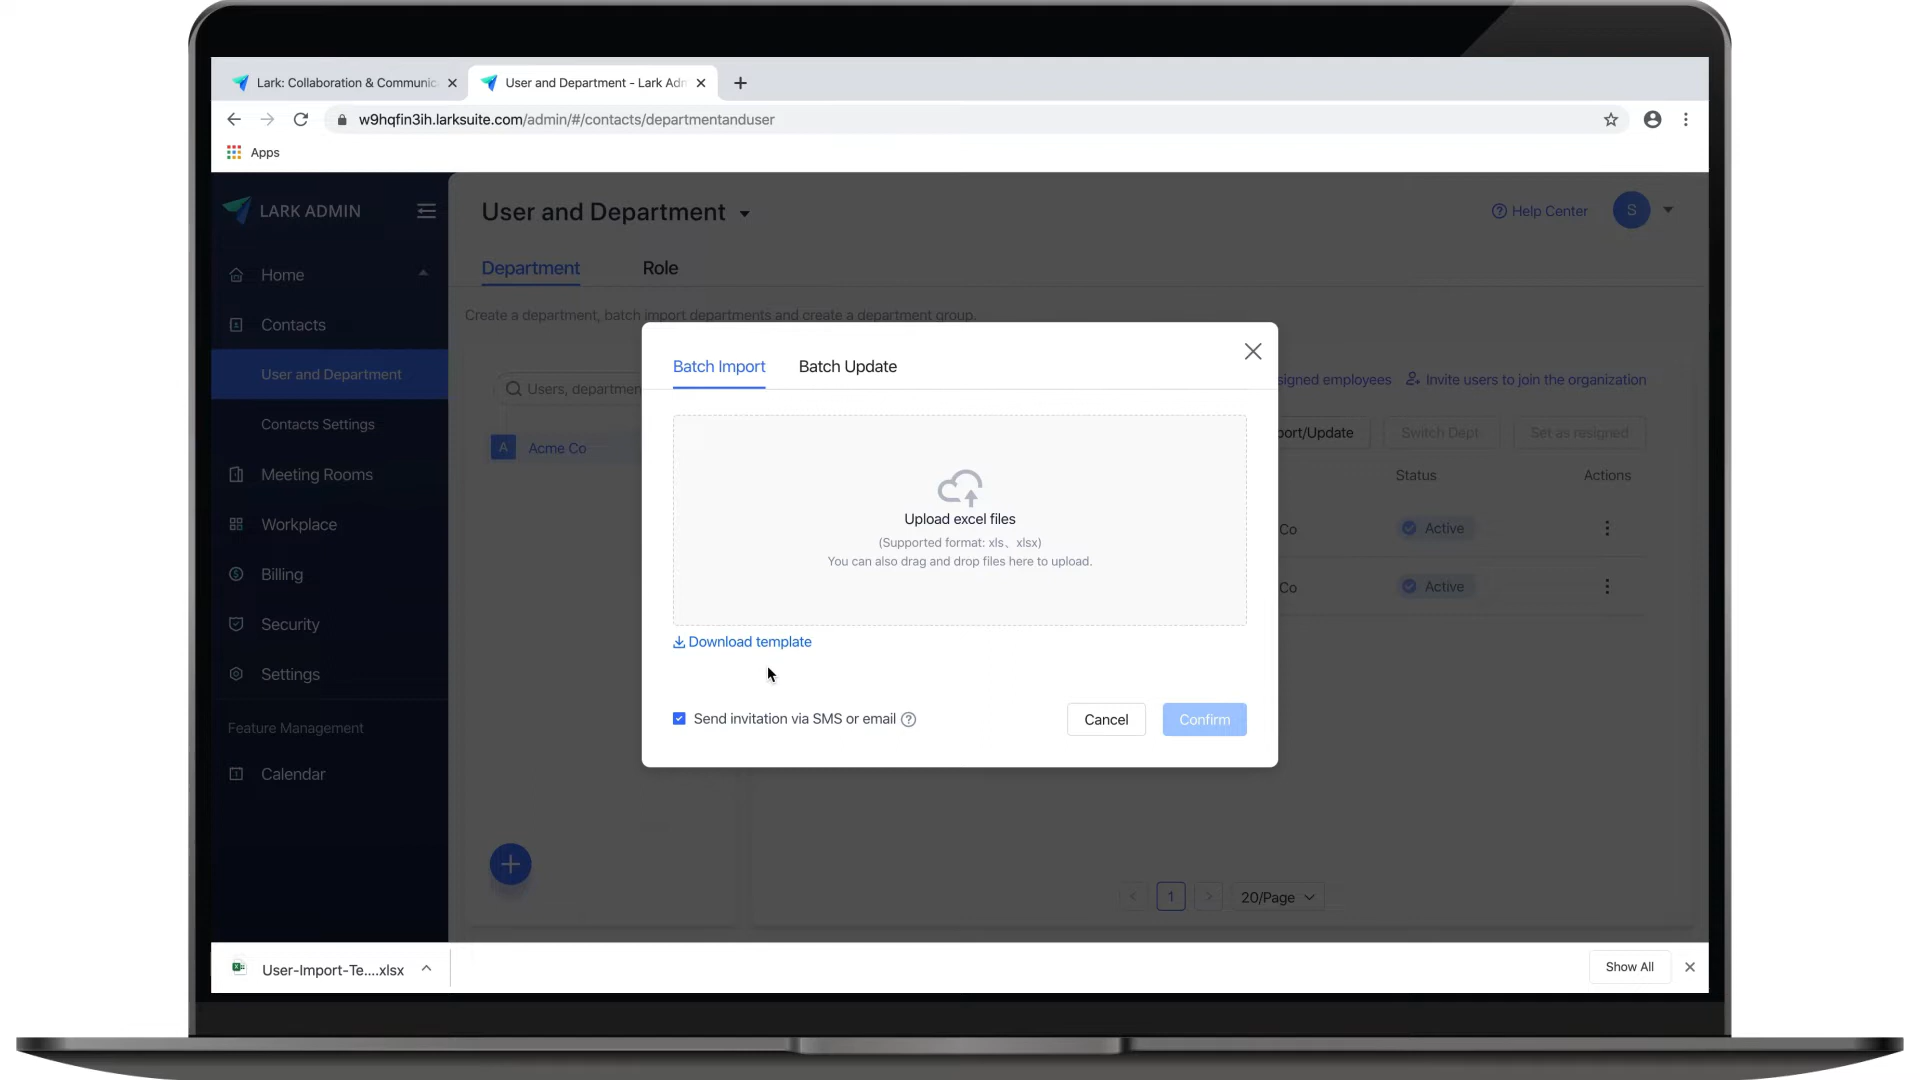 Lark: Collaboration & Communic
User and Department - Lark Adm
w9hqfin3ih.larksuite.com/admin/#/contacts/departmentanduser
Apps
LARK ADMIN
User and Department
Help Center
S
Home
Department
Role
Contacts
Create a department, batch import departments and create a department group.
User and Department
Batch Import
Batch Update
Users, departmen
signed employees
Invite users to join the organization
Contacts Settings
port/Update
Switch Dept
Set as resigned
A
Acme Co
Meeting Rooms
Status
Actions
Workplace
Upload excel files
Co
Active
(Supported format: xls、xlsx)
You can also drag and drop files here to upload.
Billing
Co
Active
Security
Download template
Settings
Send invitation via SMS or email
Cancel
Confirm
Feature Management
Calendar
1
20/Page
User-Import-Te....xlsx
Show All